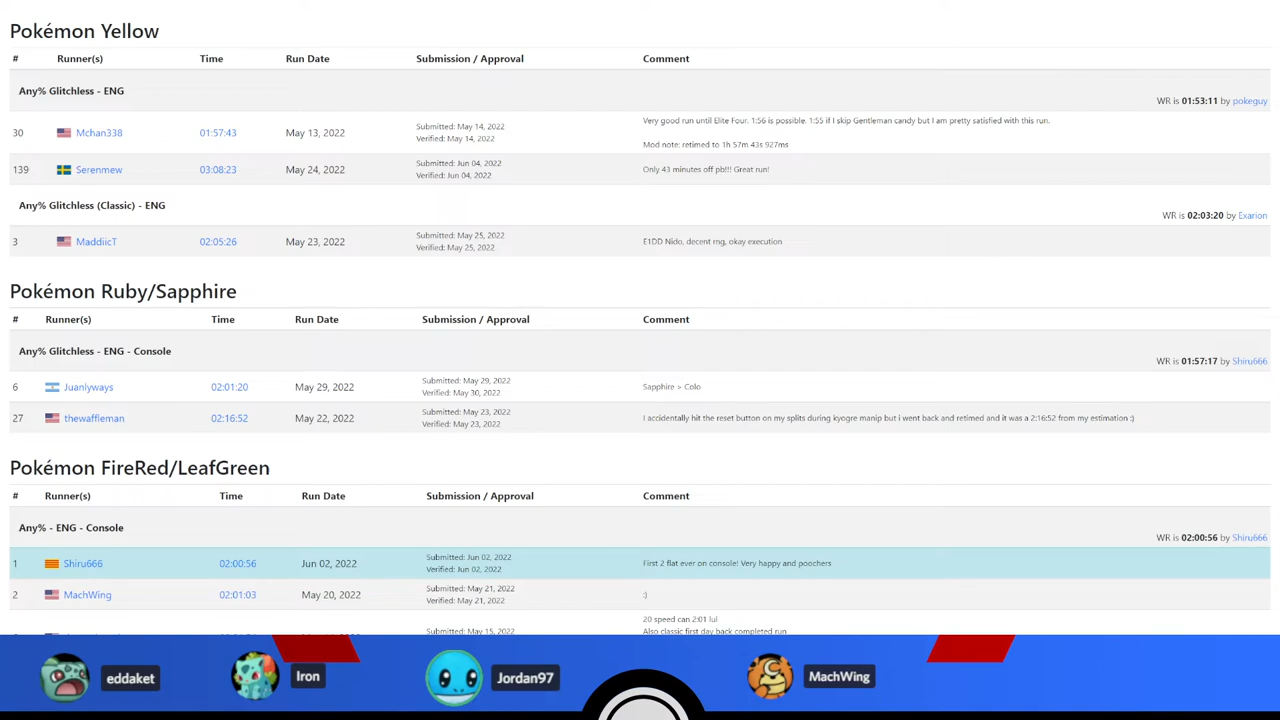 Pokémon Yellow
# Runner(s) Time Run Date Submission / Approval Comment
Any% Glitchless - ENG
WR is 01:53:11 by pokeguy
30 Mchan338 01:57:43 May 13, 2022 Submitted: May 14, 2022 Verified: May 14, 2022 Very good run until Elite Four. 1:56 is possible. 1:55 if I skip Gentleman candy but I am pretty satisfied with this run.
Mod note: retimed to 1h 57m 43s 927ms
139 Serenmew 03:08:23 May 24, 2022 Submitted: Jun 04, 2022 Verified: Jun 04, 2022 Only 43 minutes off pb!!! Great run!
Any% Glitchless (Classic) - ENG
WR is 02:03:20 by Exarion
3 MaddiicT 02:05:26 May 23, 2022 Submitted: May 25, 2022 Verified: May 25, 2022 E1DD Nido, decent rng, okay execution
Pokémon Ruby/Sapphire
# Runner(s) Time Run Date Submission / Approval Comment
Any% Glitchless - ENG - Console
WR is 01:57:17 by Shiru666
6 Juanlyways 02:01:20 May 29, 2022 Submitted: May 29, 2022 Verified: May 30, 2022 Sapphire > Colo
27 thewaffleman 02:16:52 May 22, 2022 Submitted: May 23, 2022 Verified: May 23, 2022 I accidentally hit the reset button on my splits during kyogre manip but i went back and retimed and it was a 2:16:52 from my estimation :)
Pokémon FireRed/LeafGreen
# Runner(s) Time Run Date Submission / Approval Comment
Any% - ENG - Console
WR is 02:00:56 by Shiru666
1 Shiru666 02:00:56 Jun 02, 2022 Submitted: Jun 02, 2022 Verified: Jun 02, 2022 First 2 flat ever on console! Very happy and poochers
2 MachWing 02:01:03 May 20, 2022 Submitted: May 21, 2022 Verified: May 21, 2022 :)
20 speed can 2:01 lul
Submitted: May 15, 2022 Also classic first day back completed run
eddaket Iron Jordan97 MachWing